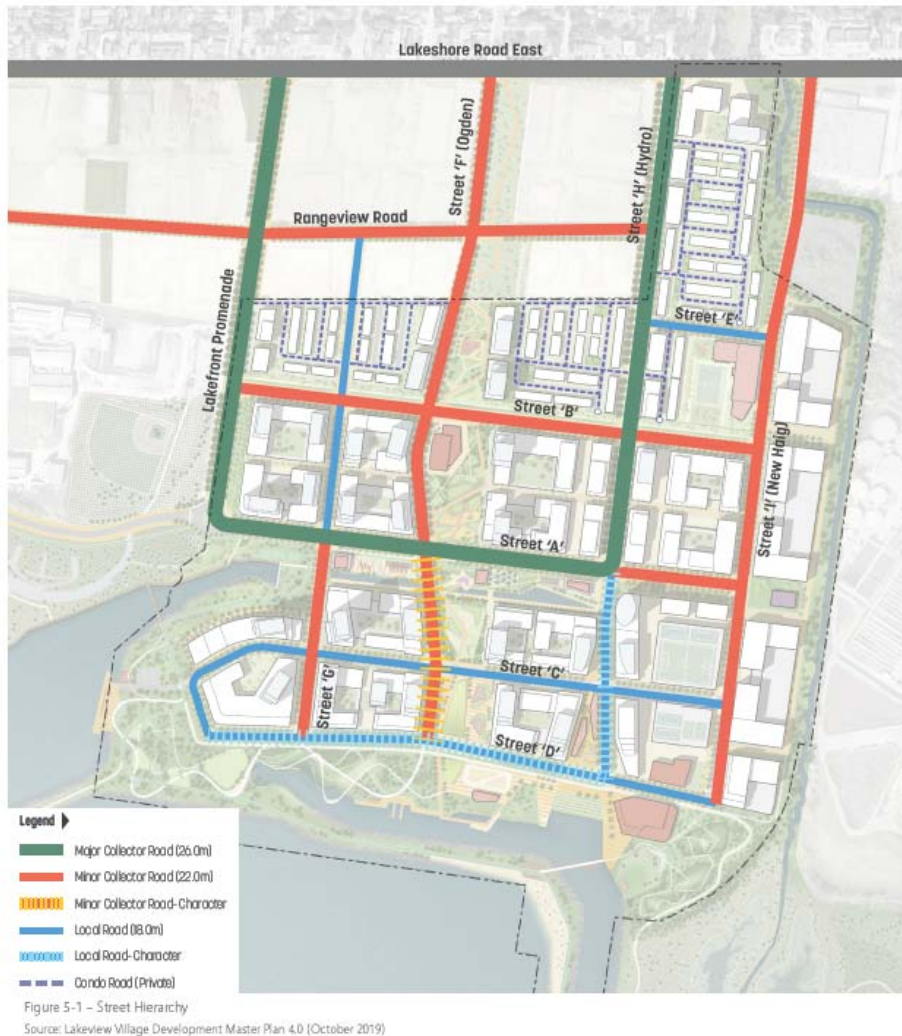 Lakeshore Road East
Street 'F' (Ogden)
Street 'H' (Hydro)
Rangeview Road
Lakefront Promenade
Street 'E'
Street 'B'
Street 'I' (New Haig)
Street 'A'
Street 'C'
Street 'G'
Street 'D'
Legend
Major Collector Road (26.0m)
Minor Collector Road (22.0m)
Minor Collector Road-Character
Local Road (18.0m)
Local Road-Character
Condo Road (Private)
Figure 5-1 – Street Hierarchy
Source: Lakeview Village Development Master Plan 4.0 (October 2019)